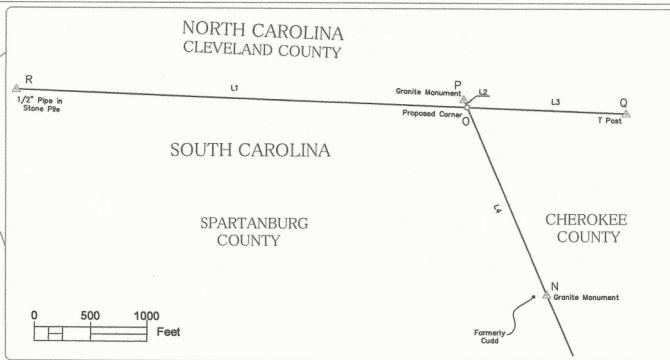 NORTH CAROLINA
CLEVELAND COUNTY
R
L1
P
Granite Monument
L2
L3
Q
1/2" Pipe in
Stone Pile
Proposed Corner
O
T Post
SOUTH CAROLINA
SPARTANBURG
COUNTY
L4
CHEROKEE
COUNTY
N
Granite Monument
0 500 1000
Feet
Formerly
Cudd